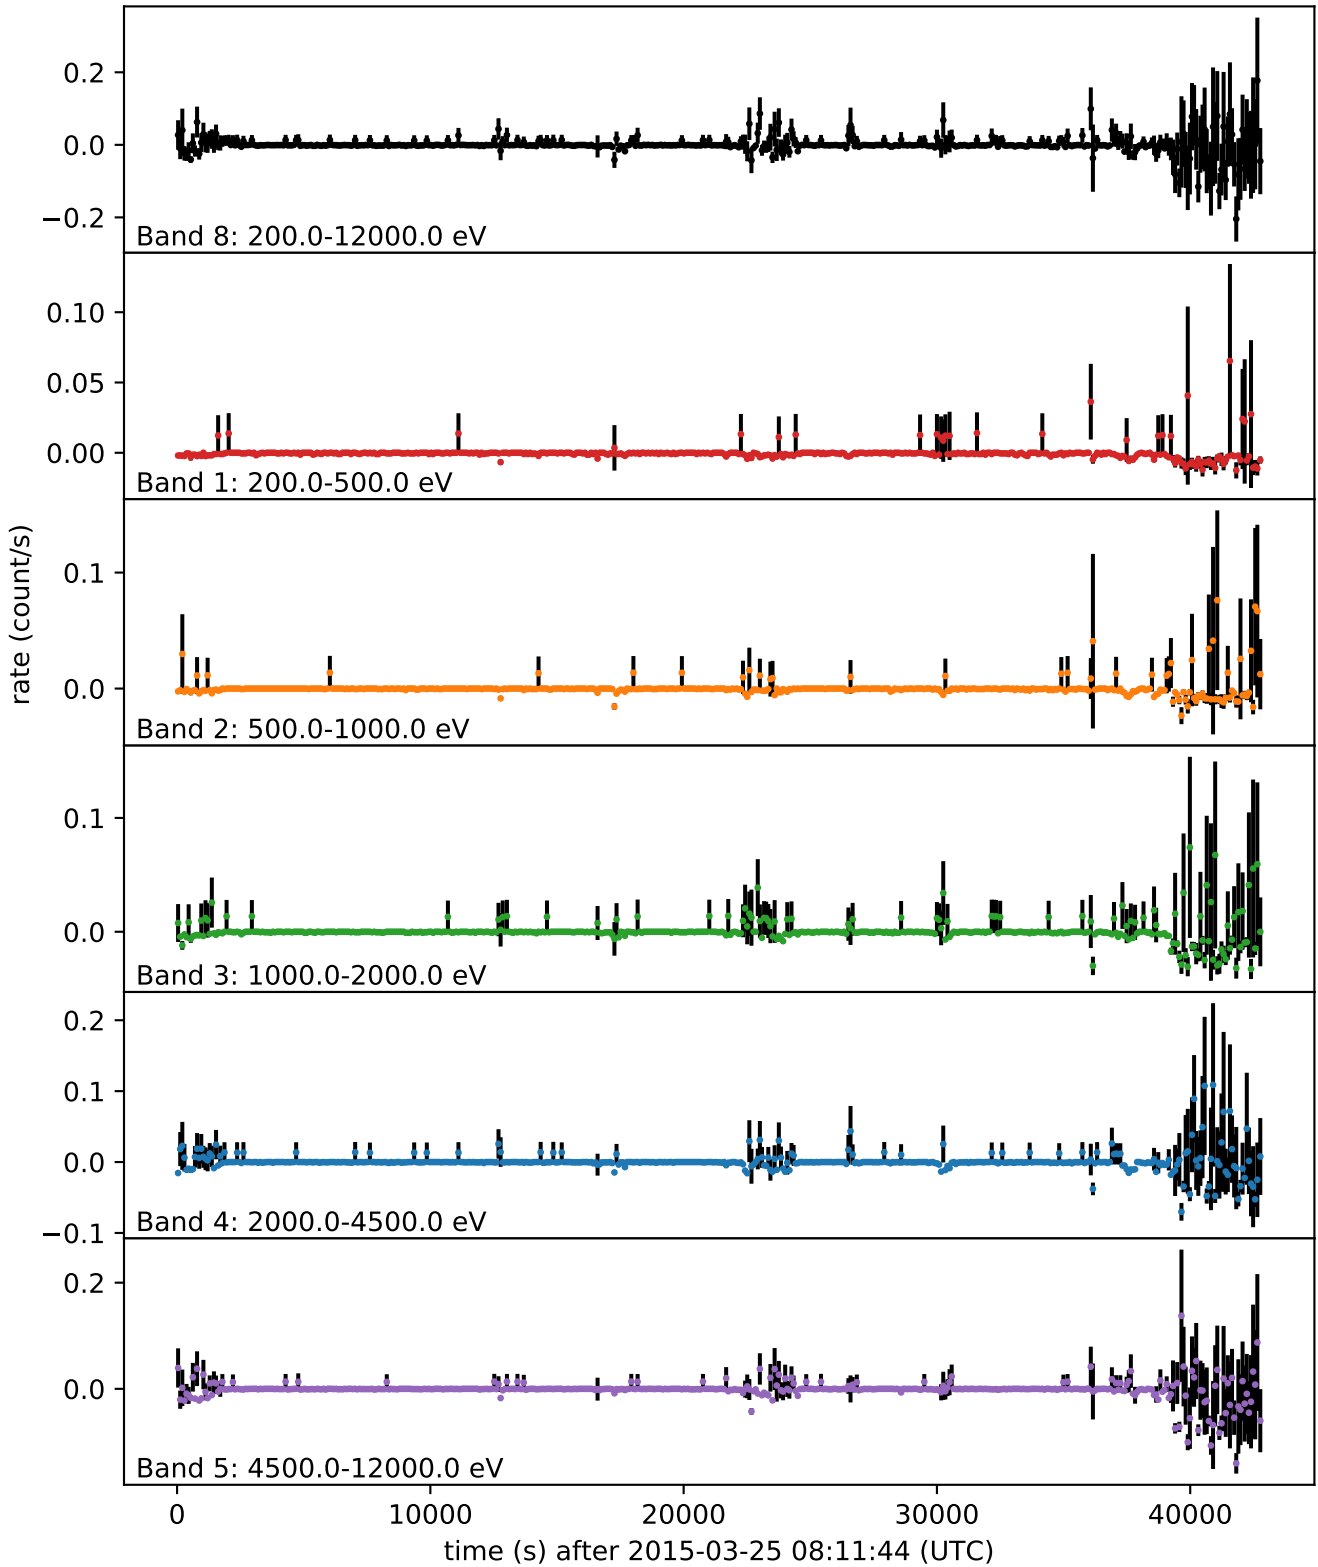 0.2
0.0
−0.2
Band 8: 200.0-12000.0 eV
0.10
0.05
0.00
Band 1: 200.0-500.0 eV
rate (count/s)
0.1
0.0
Band 2: 500.0-1000.0 eV
0.1
0.0
Band 3: 1000.0-2000.0 eV
0.2
0.1
0.0
−0.1
Band 4: 2000.0-4500.0 eV
0.2
0.0
Band 5: 4500.0-12000.0 eV
0 10000 20000 30000 40000
time (s) after 2015-03-25 08:11:44 (UTC)